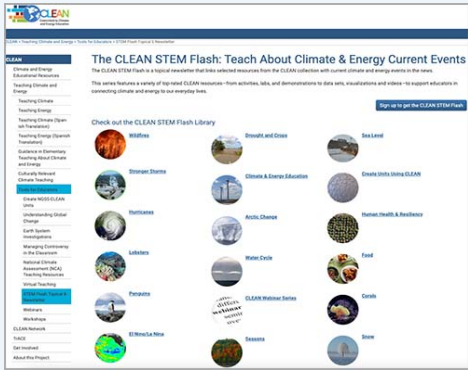 CLEAN
CLEAN > Teaching Climate and Energy > Tools for Educators > STEM Flash Topical E-Newsletter
CLEAN
Climate and Energy
Educational Resources
Teaching Climate and
Energy
Teaching Climate
Teaching Energy
Teaching Climate (Span-
ish Translation)
Teaching Energy (Spanish
Translation)
Guidance in Elementary
Teaching About Climate
and Energy
Culturally Relevant
Climate Teaching
Tools for Educators
Create NGSS CLEAN
Units
Understanding Global
Change
Earth System
Investigations
Managing Controversy
in the Classroom
National Climate
Assessment (NCA)
Teaching Resources
Virtual Teaching
STEM Flash Topical E-
Newsletter
Webinars
Workshops
CLEAN Network
TIACE
Get Involved
About this Project
The CLEAN STEM Flash: Teach About Climate & Energy Current Events
The CLEAN STEM Flash is a topical newsletter that links selected resources from the CLEAN collection with current climate and energy events in the news.
This series features a variety of top-rated CLEAN resources—from activities, labs, and demonstrations to data sets, visualizations and videos—to support educators in
connecting climate and energy to our everyday lives.
Sign up to get the CLEAN STEM Flash
Check out the CLEAN STEM Flash Library
Wildfires
Drought and Crops
Sea Level
Stronger Storms
Climate & Energy Education
Create Units Using CLEAN
Hurricanes
Arctic Change
Human Health & Resiliency
Lobsters
Water Cycle
Food
Penguins
CLEAN Webinar Series
Corals
El Nino/La Nina
Seasons
Snow
differ
webinar